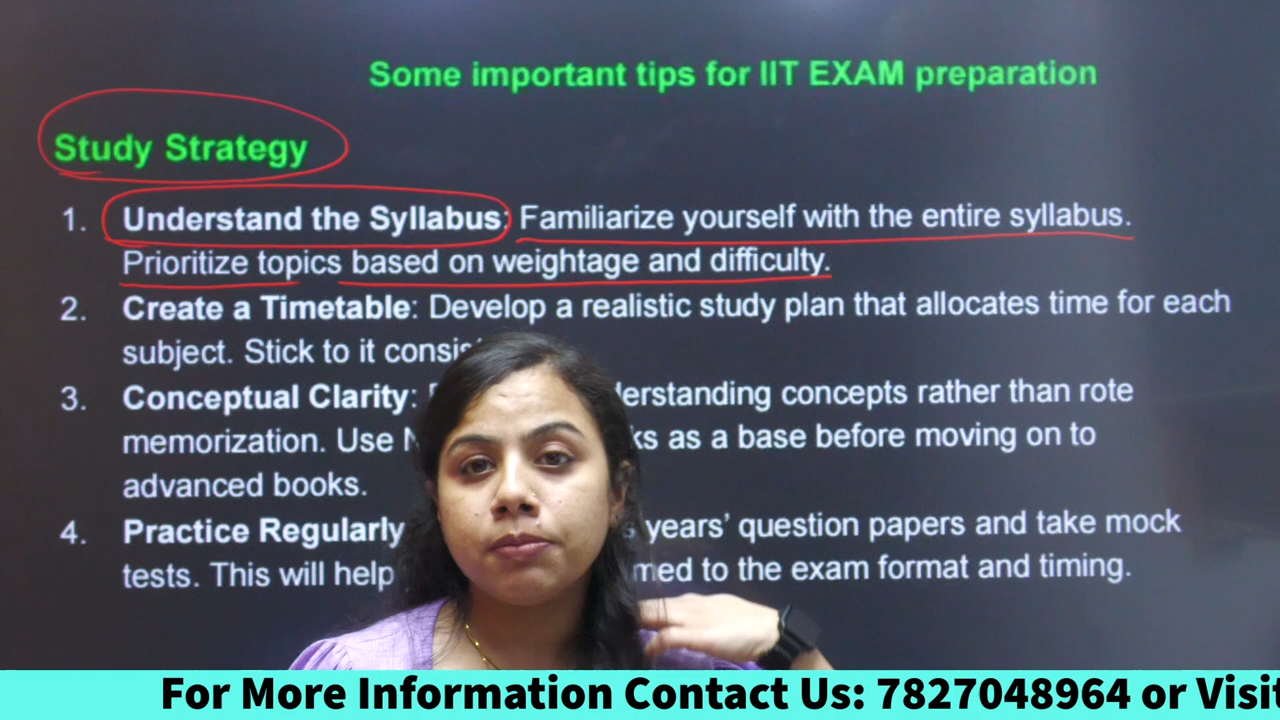 Some important tips for IIT EXAM preparation
Study Strategy
1. Understand the Syllabus: Familiarize yourself with the entire syllabus.
Prioritize topics based on weightage and difficulty.
2. Create a Timetable: Develop a realistic study plan that allocates time for each
subject. Stick to it
3. Conceptual Clarity: concepts rather than rote
memorization. Use as a base before moving on to
advanced books.
4. Practice Regularly years’ question papers and take mock
tests. This will help to the exam format and timing.
For More Information Contact Us: 7827048964 or